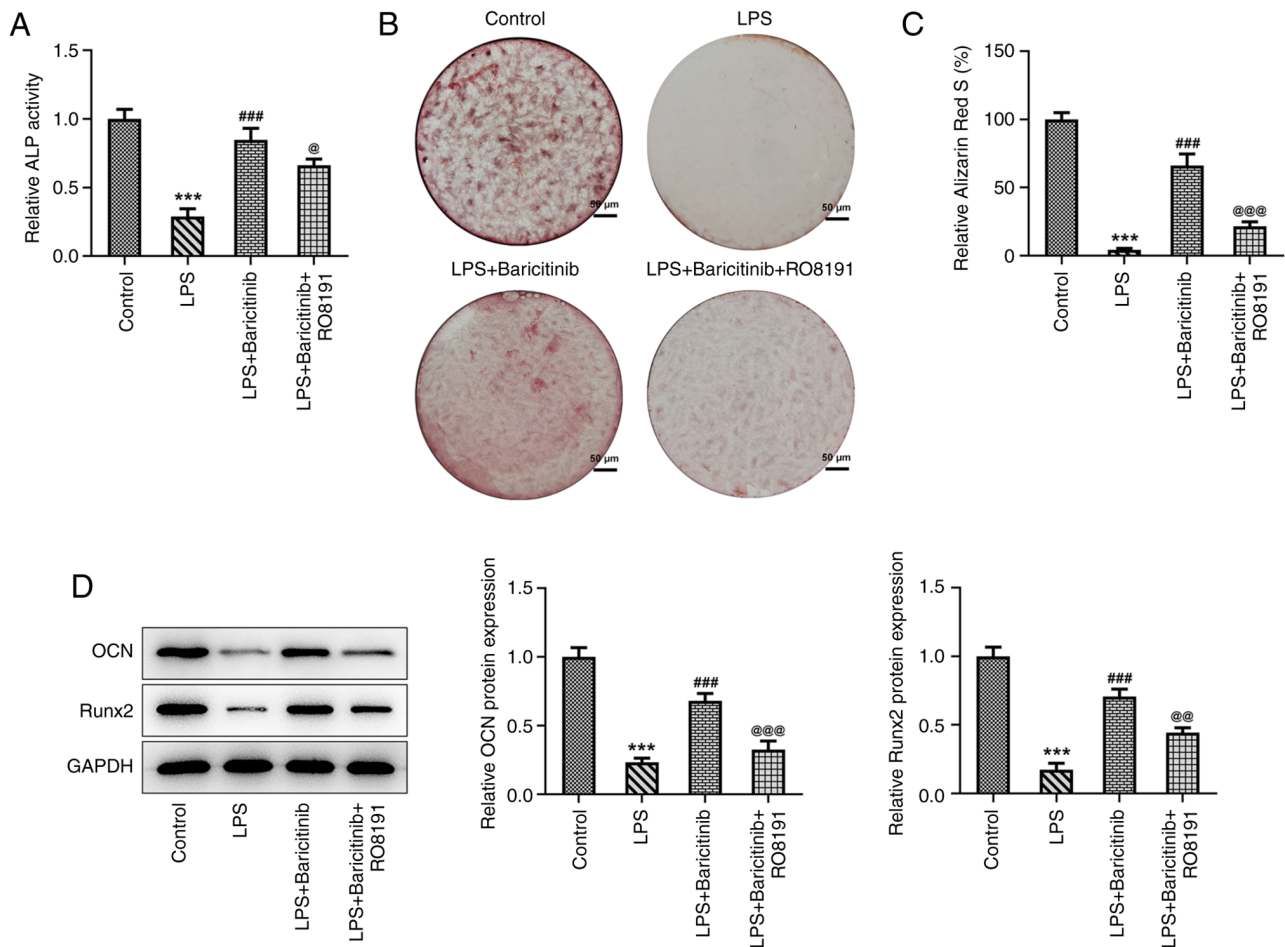 A
Relative ALP activity
1.5
1.0
0.5
0.0
***
###
@
Control
LPS
LPS+Baricitinib
LPS+Baricitinib+
RO8191
B
Control
LPS
50 µm
50 µm
LPS+Baricitinib
LPS+Baricitinib+RO8191
50 µm
50 µm
C
Relative Alizarin Red S (%)
150
100
50
0
***
###
@@@
Control
LPS
LPS+Baricitinib
LPS+Baricitinib+
RO8191
D
OCN
Runx2
GAPDH
Control
LPS
LPS+Baricitinib
LPS+Baricitinib+
RO8191
Relative OCN protein expression
1.5
1.0
0.5
0.0
***
###
@@@
Control
LPS
LPS+Baricitinib
LPS+Baricitinib+
RO8191
Relative Runx2 protein expression
1.5
1.0
0.5
0.0
***
###
@@
Control
LPS
LPS+Baricitinib
LPS+Baricitinib+
RO8191